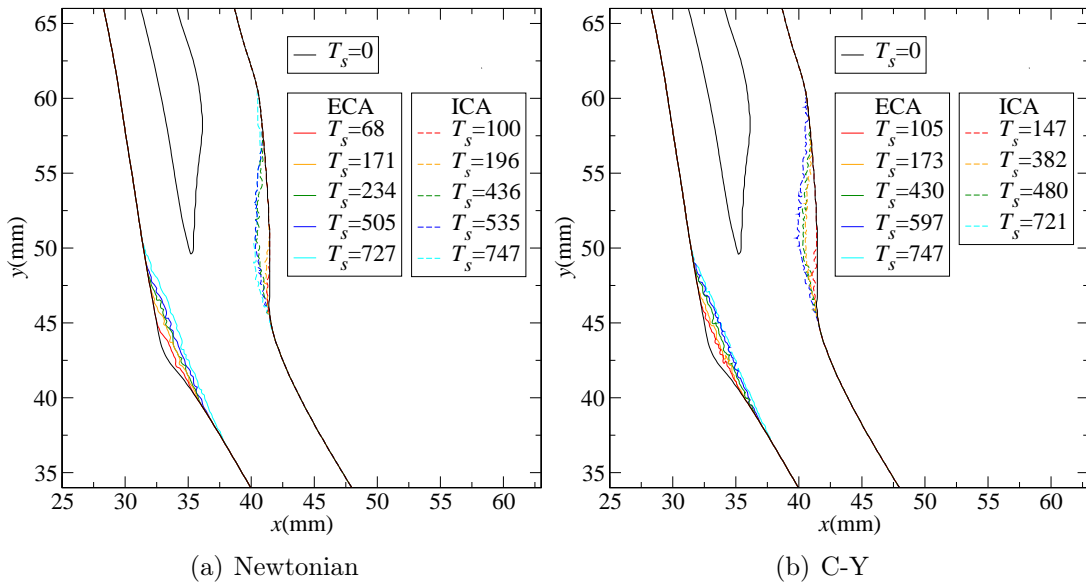 65
60
55
50
45
40
35
y(mm)
25 30 35 40 45 50 55 60
x(mm)
T_s=0
ECA
T_s=68
T_s=171
T_s=234
T_s=505
T_s=727
ICA
T_s=100
T_s=196
T_s=436
T_s=535
T_s=747
(a) Newtonian
65
60
55
50
45
40
35
y(mm)
25 30 35 40 45 50 55 60
x(mm)
T_s=0
ECA
T_s=105
T_s=173
T_s=430
T_s=597
T_s=747
ICA
T_s=147
T_s=382
T_s=480
T_s=721
(b) C-Y